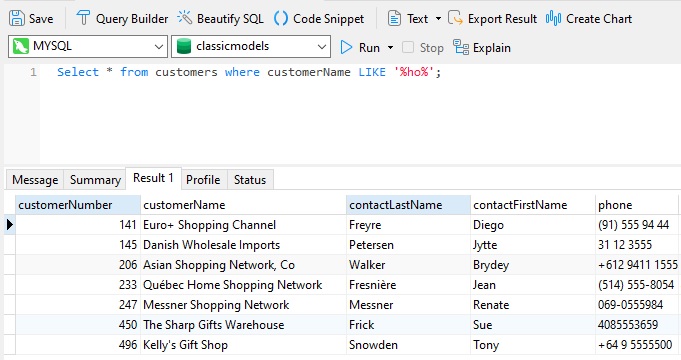 Save Query Builder Beautify SQL () Code Snippet Text Export Result Create Chart
MYSQL classicmodels Run Stop Explain
1 Select * from customers where customerName LIKE '%ho%';
Message Summary Result 1 Profile Status
customerNumber customerName contactLastName contactFirstName phone
141 Euro+ Shopping Channel Freyre Diego (91) 555 94 44
145 Danish Wholesale Imports Petersen Jytte 31 12 3555
206 Asian Shopping Network, Co Walker Brydey +612 9411 1555
233 Québec Home Shopping Network Fresnière Jean (514) 555-8054
247 Messner Shopping Network Messner Renate 069-0555984
450 The Sharp Gifts Warehouse Frick Sue 4085553659
496 Kelly's Gift Shop Snowden Tony +64 9 5555500